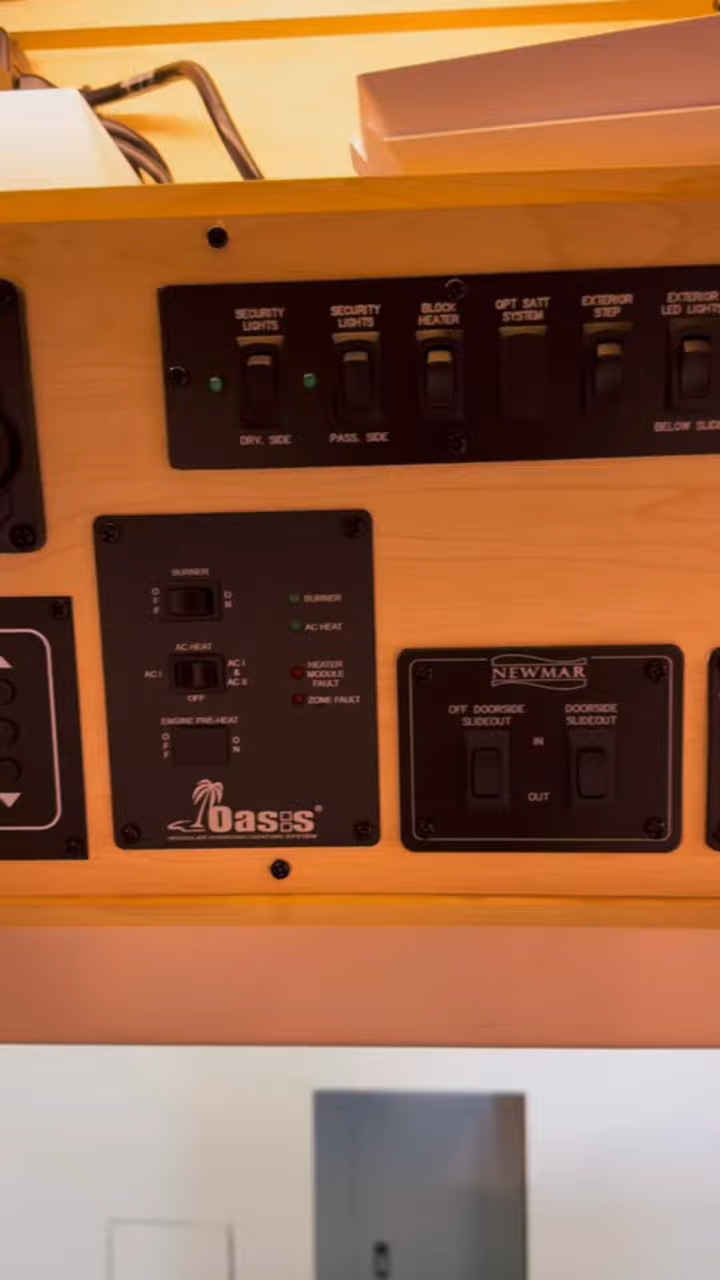 SECURITY LIGHTS
DRV. SIDE
SECURITY LIGHTS
PASS. SIDE
BLOCK HEATER
OPT SATT SYSTEM
EXTERIOR STEP
EXTERIOR LED LIGHTS
BELOW SLIDE
BURNER
OFF
ON
AC HEAT
AC I
AC I & AC II
OFF
ENGINE PRE-HEAT
OFF
ON
BURNER
AC HEAT
HEATER MODULE FAULT
ZONE FAULT
Oasis®
NEWMAR
OFF DOORSIDE SLIDEOUT
DOORSIDE SLIDEOUT
IN
OUT